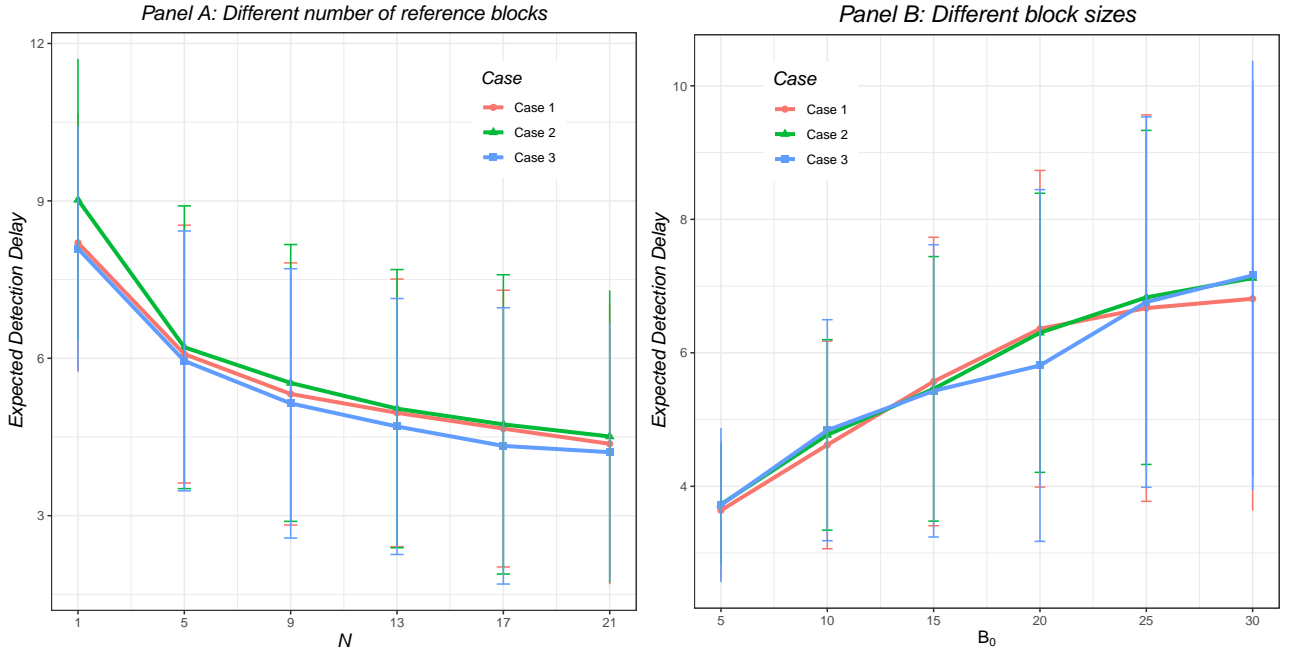 Panel A: Different number of reference blocks
Expected Detection Delay
12
9
6
3
Case
Case 1
Case 2
Case 3
1 5 9 13 17 21
N
Panel B: Different block sizes
Expected Detection Delay
10
8
6
4
Case
Case 1
Case 2
Case 3
5 10 15 20 25 30
B₀